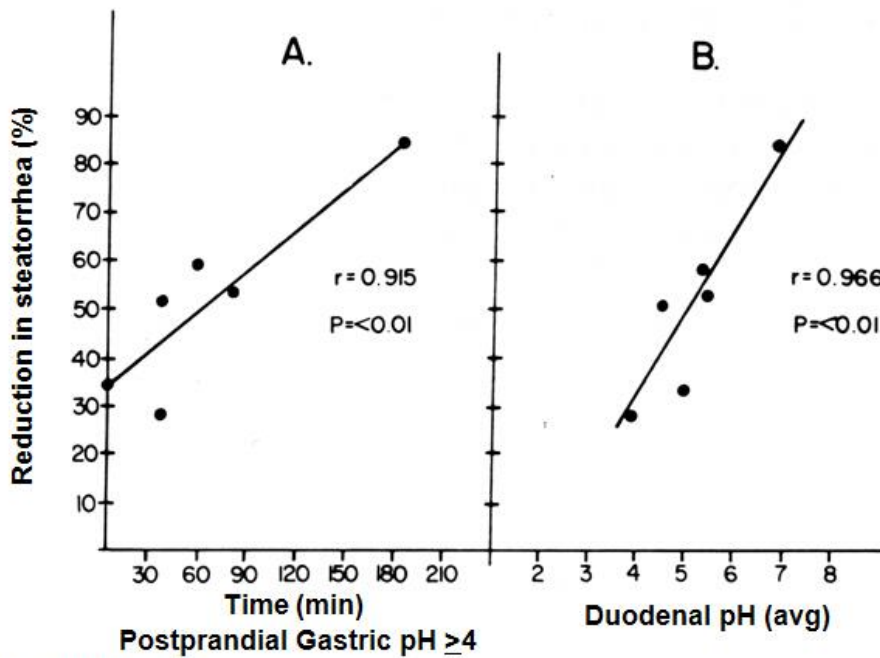 A.
Reduction in steatorrhea (%)
90
80
70
60
50
40
30
20
10
r=0.915
P=<0.01
30 60 90 120 150 180 210
Time (min)
Postprandial Gastric pH ≥4
B.
r=0.966
P=<0.01
2 3 4 5 6 7 8
Duodenal pH (avg)